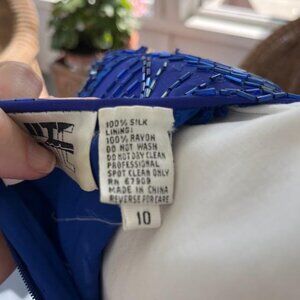 100% SILK
LINING:
100% RAYON
DO NOT WASH
DO NOT DRY CLEAN
PROFESSIONAL
SPOT CLEAN ONLY
RN 67909
MADE IN CHINA
REVERSE FOR CARE
10